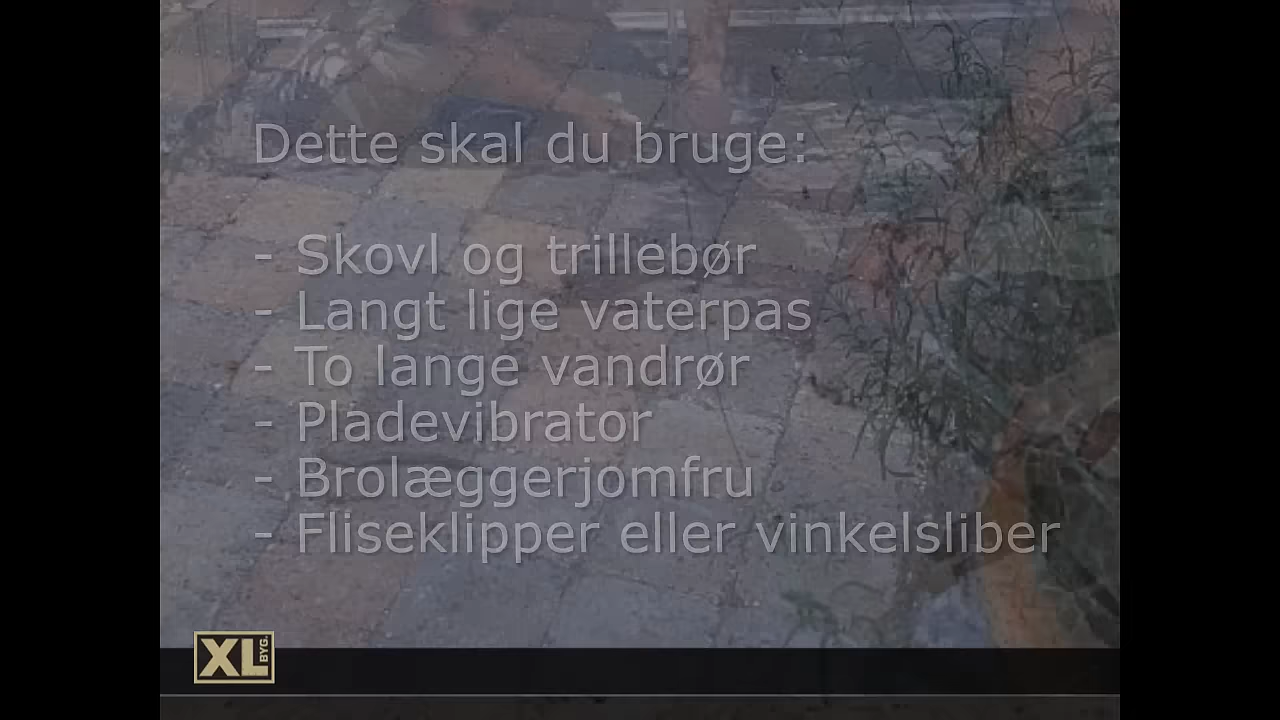 Dette skal du bruge:
- Skovl og trillebør
- Langt lige vaterpas
- To lange vandrør
- Pladevibrator
- Brolæggerjomfru
- Fliseklipper eller vinkelsliber
XL BYG.